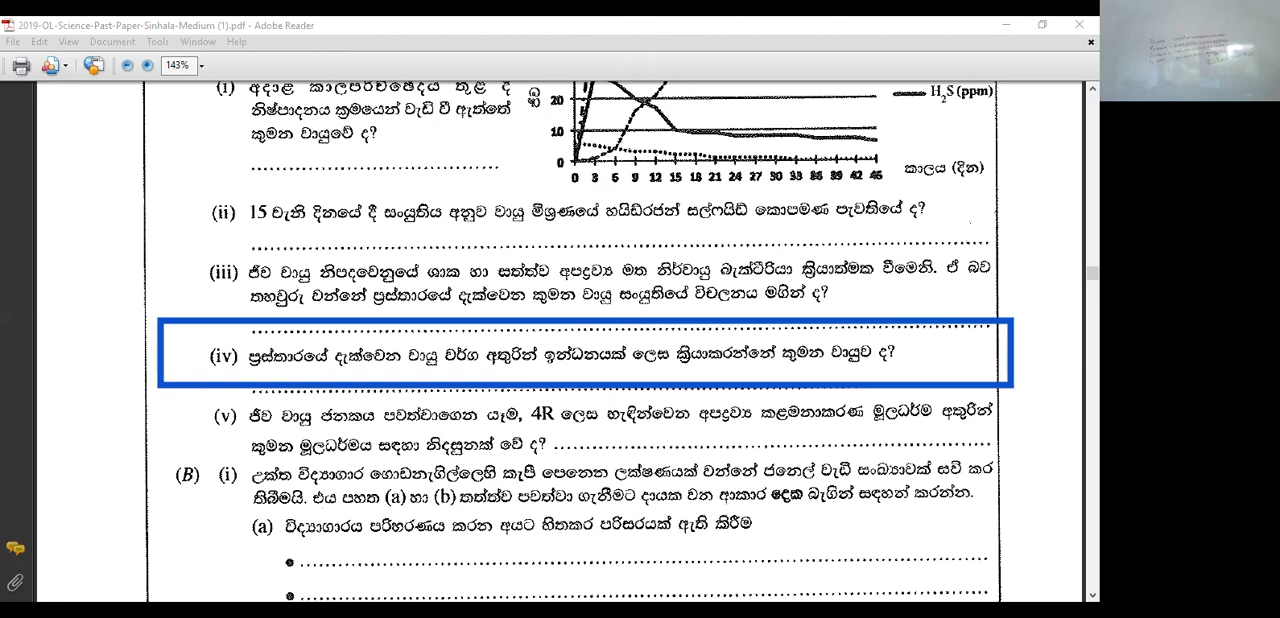 2019-OL-Science-Past-Paper-Sinhala-Medium (1).pdf - Adobe Reader
File Edit View Document Tools Window Help
143%
(i) අදාළ කාලපරිච්ඡේදය තුළ දී
නිෂ්පාදනය ක්‍රමයෙන් වැඩි වී ඇත්තේ
කුමන වායුවේ ද?
20
10
0
0 3 6 9 12 15 18 21 24 27 30 33 36 39 42 45
H₂S (ppm)
කාලය (දින)
(ii) 15 වැනි දිනයේ දී සංයුතිය අනුව වායු මිශ්‍රණයේ හයිඩ්රජන් සල්ෆයිඩ් කොපමණ පැවතියේ ද?
(iii) ජීව වායු නිපදවෙනුයේ ශාක හා සත්ත්ව අපද්‍රව්‍ය මත නිර්වායු බැක්ටීරියා ක්‍රියාත්මක වීමෙනි. ඒ බව
තහවුරු වන්නේ ප්‍රස්තාරයේ දැක්වෙන කුමන වායු සංයුතියේ විචලනය මගින් ද?
(iv) ප්‍රස්තාරයේ දැක්වෙන වායු වර්ග අතුරින් ඉන්ධනයක් ලෙස ක්‍රියාකරන්නේ කුමන වායුව ද?
(v) ජීව වායු ජනකය පවත්වාගෙන යෑම, 4R ලෙස හැඳින්වෙන අපද්‍රව්‍ය කළමනාකරණ මූලධර්ම අතුරින්
කුමන මූලධර්මය සඳහා නිදසුනක් වේ ද?
(B) (i) උක්ත විද්‍යාගාර ගොඩනැගිල්ලෙහි කැපී පෙනෙන ලක්ෂණයක් වන්නේ ජනෙල් වැඩි සංඛ්‍යාවක් සවි කර
තිබීමයි. එය පහත (a) හා (b) තත්ත්ව පවත්වා ගැනීමට දායක වන ආකාර දෙක බැගින් සඳහන් කරන්න.
(a) විද්‍යාගාරය පරිහරණය කරන අයට හිතකර පරිසරයක් ඇති කිරීම